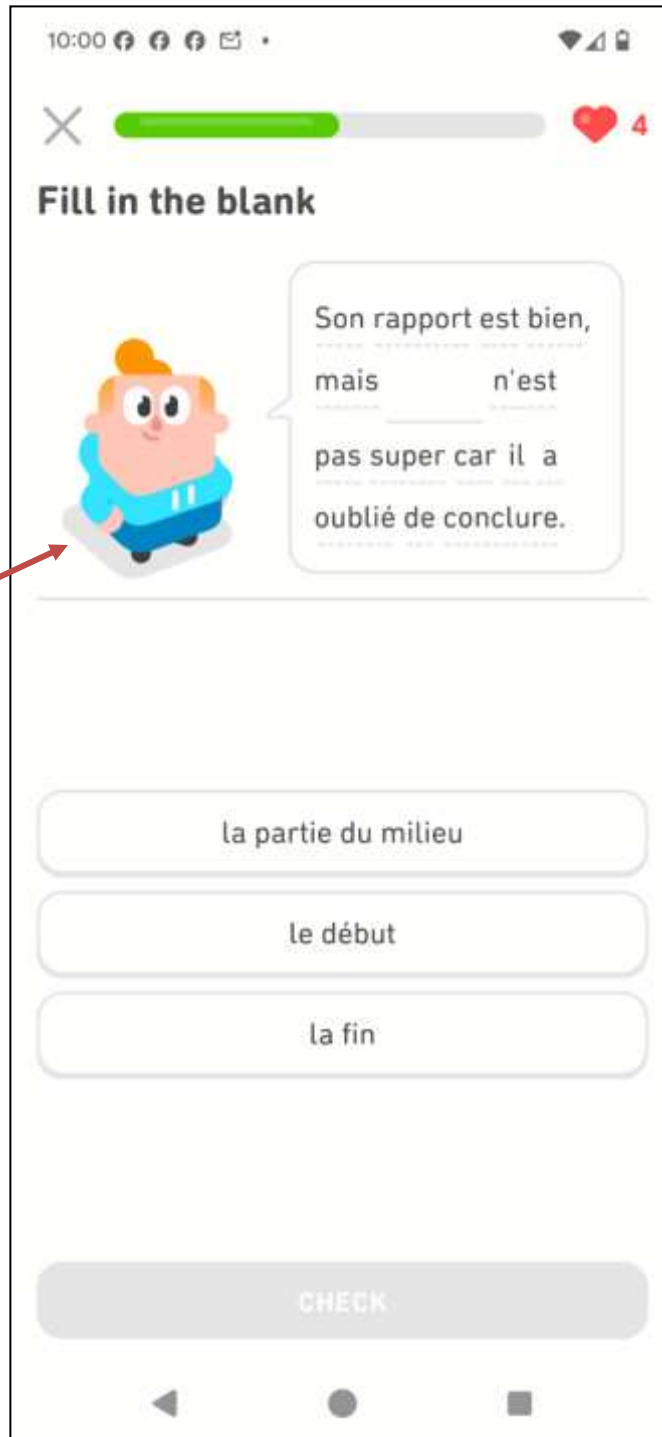 10:00
4
Fill in the blank
Son rapport est bien,
mais ______ n'est
pas super car il a
oublié de conclure.
la partie du milieu
le début
la fin
CHECK